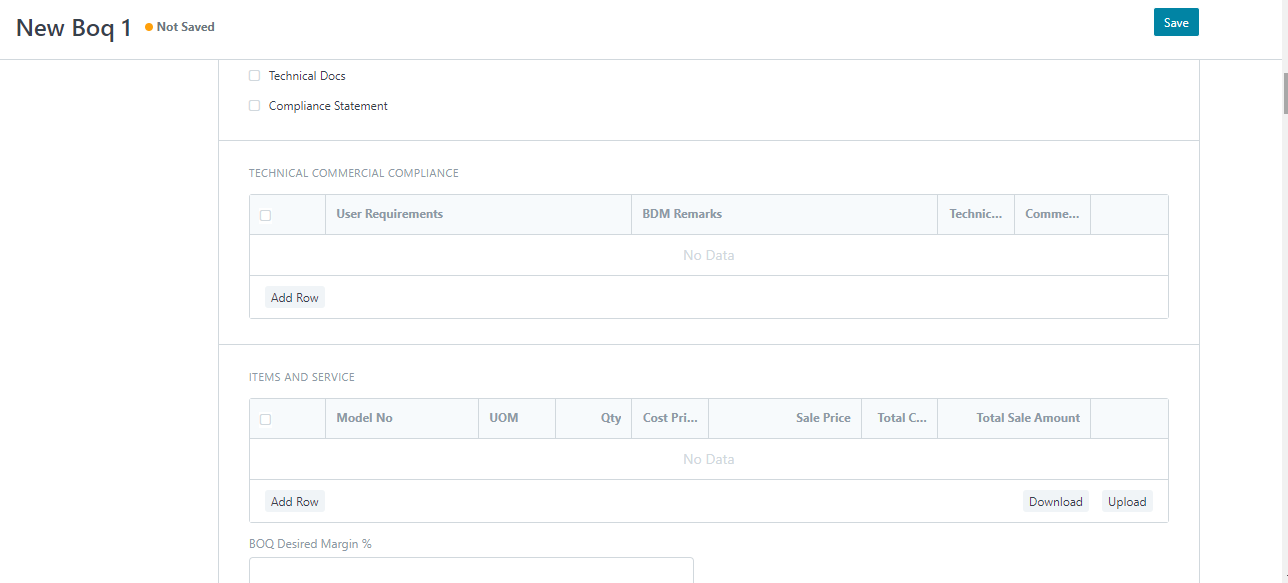 New Boq 1 Not Saved Save
Technical Docs
Compliance Statement
TECHNICAL COMMERCIAL COMPLIANCE
User Requirements BDM Remarks Technic... Comme...
No Data
Add Row
ITEMS AND SERVICE
Model No UOM Qty Cost Pri... Sale Price Total C... Total Sale Amount
No Data
Add Row Download Upload
BOQ Desired Margin %